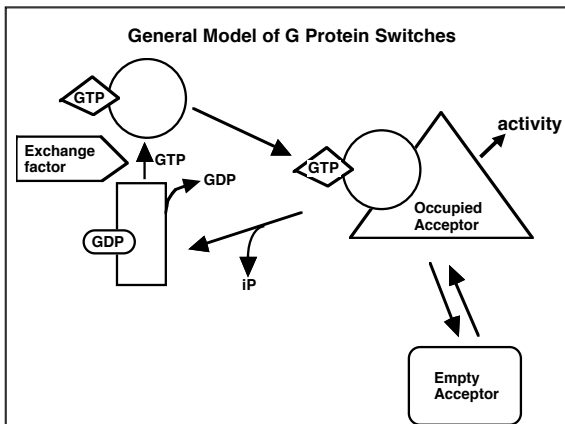 General Model of G Protein Switches
GTP
Exchange
factor
GTP
GDP
GDP
iP
GTP
activity
Occupied
Acceptor
Empty
Acceptor